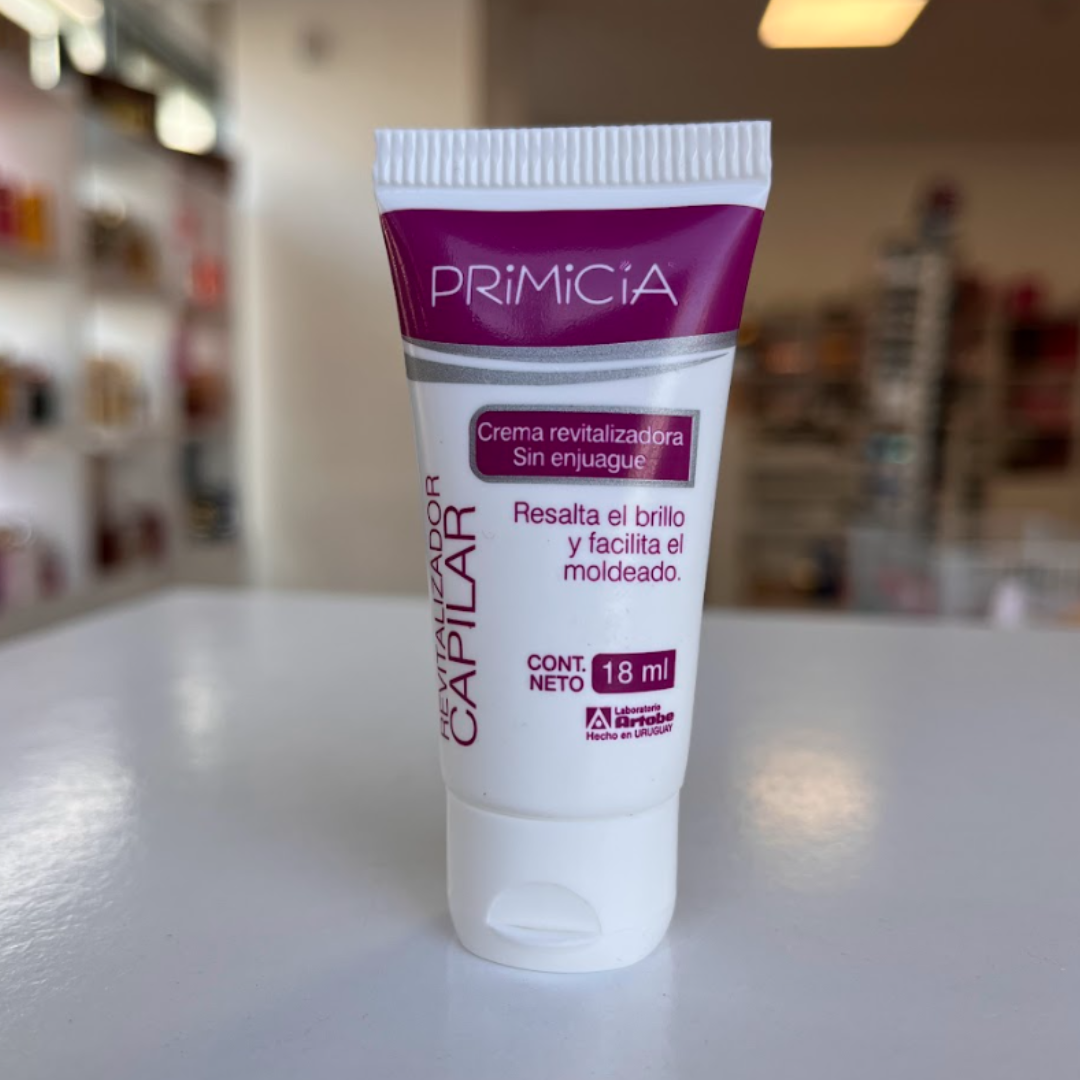 PRiMiCiA
Crema revitalizadora
Sin enjuague
Resalta el brillo
y facilita el
moldeado.
REVITALIZADOR
CAPILAR
CONT.
NETO
18 ml
Laboratorio
Artobe
Hecho en URUGUAY